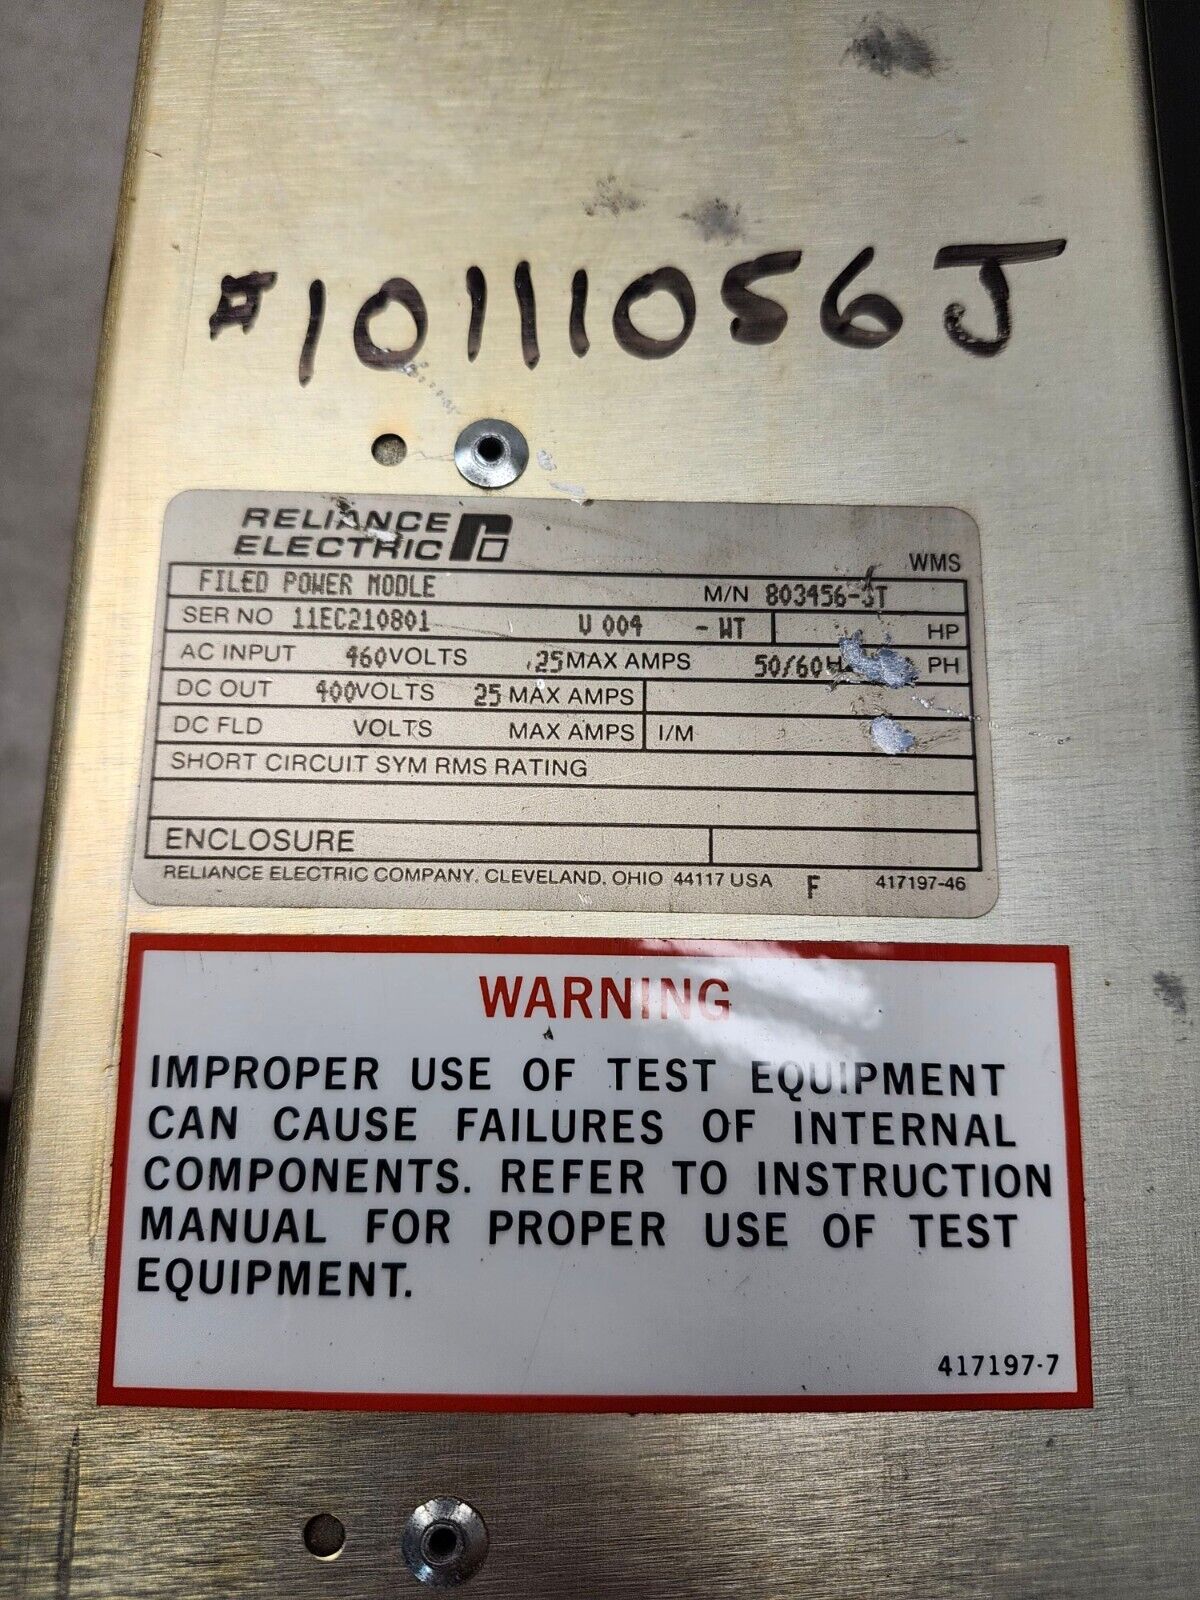 #10111056J
RELIANCE
ELECTRIC
WMS
FILED POWER MODLE M/N 803456-3T
SER NO 11EC210801 V 004 - WT HP
AC INPUT 460VOLTS .25MAX AMPS 50/60 PH
DC OUT 400VOLTS 25 MAX AMPS
DC FLD VOLTS MAX AMPS I/M
SHORT CIRCUIT SYM RMS RATING
ENCLOSURE
RELIANCE ELECTRIC COMPANY, CLEVELAND, OHIO 44117 USA F 417197-46
WARNING
IMPROPER USE OF TEST EQUIPMENT
CAN CAUSE FAILURES OF INTERNAL
COMPONENTS. REFER TO INSTRUCTION
MANUAL FOR PROPER USE OF TEST
EQUIPMENT.
417197-7